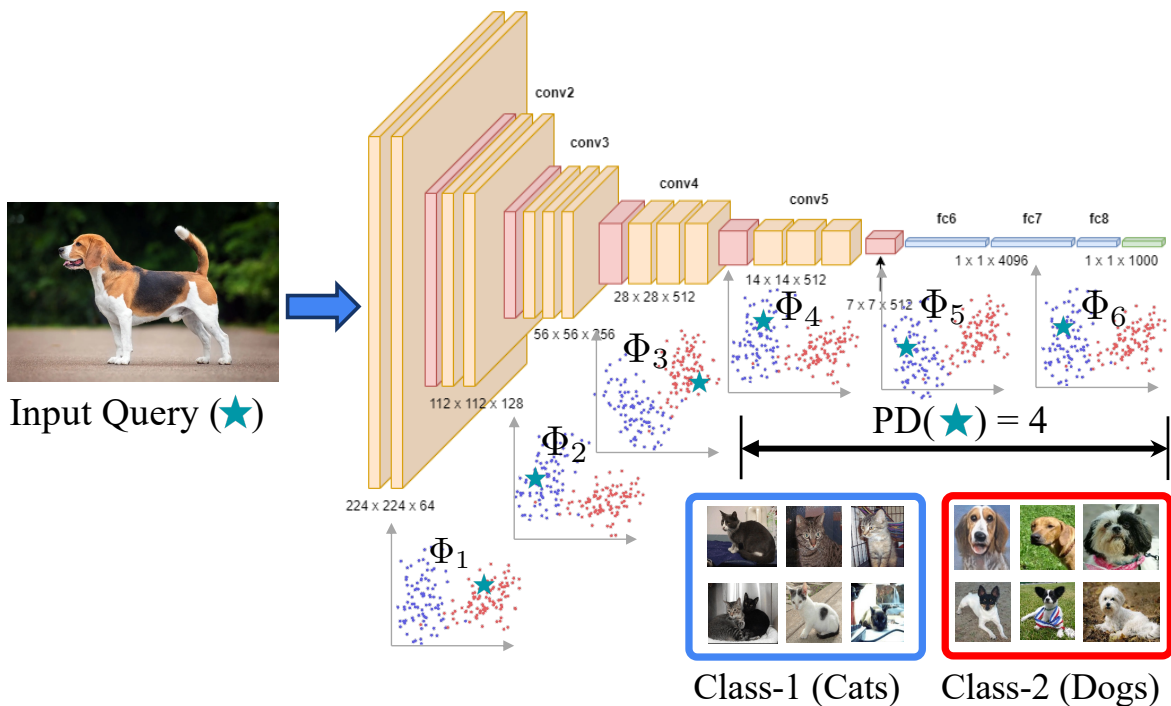 conv2
conv3
conv4
conv5
fc6
fc7
fc8
1 x 1 x 4096
1 x 1 x 1000
14 x 14 x 512
28 x 28 x 512
7 x 7 x 512
56 x 56 x 256
112 x 112 x 128
224 x 224 x 64
Φ4
Φ5
Φ6
Φ3
Φ2
Φ1
Input Query (★)
PD(★) = 4
Class-1 (Cats)
Class-2 (Dogs)